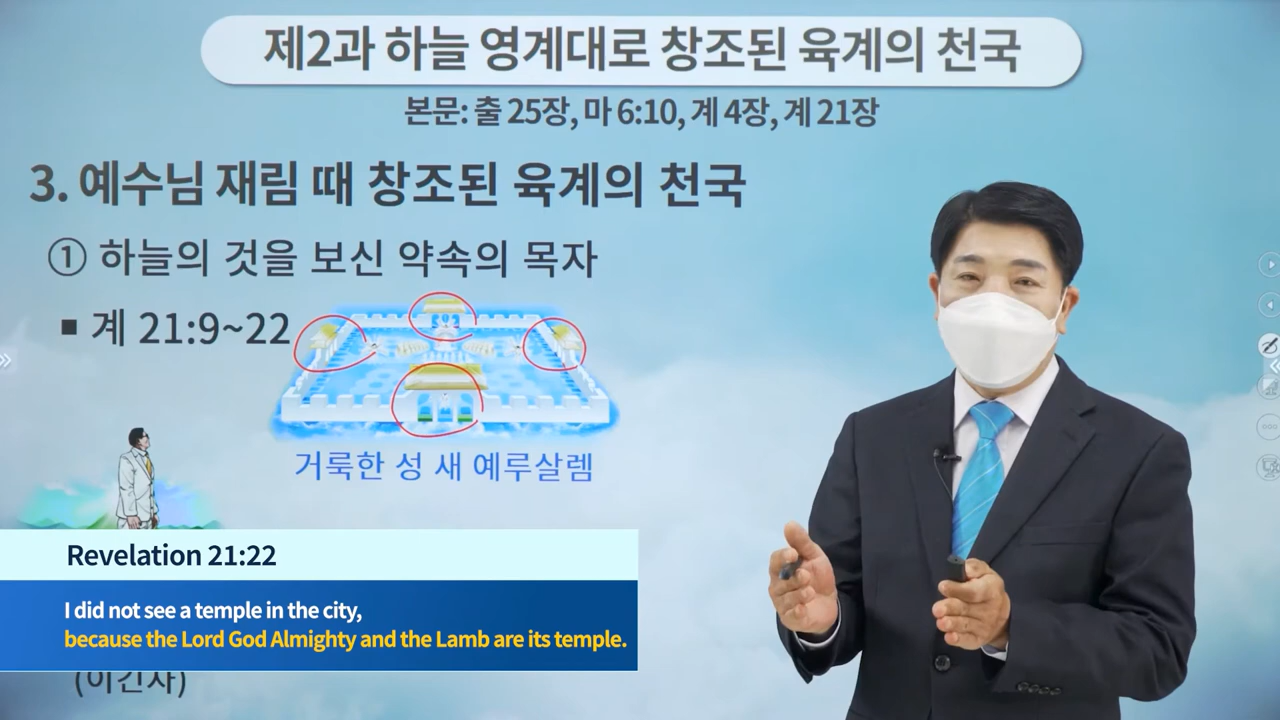 제2과 하늘 영계대로 창조된 육계의 천국
본문: 출 25장, 마 6:10, 계 4장, 계 21장
3. 예수님 재림 때 창조된 육계의 천국
① 하늘의 것을 보신 약속의 목자
▪ 계 21:9~22
거룩한 성 새 예루살렘
Revelation 21:22
I did not see a temple in the city,
because the Lord God Almighty and the Lamb are its temple.
(이긴자)